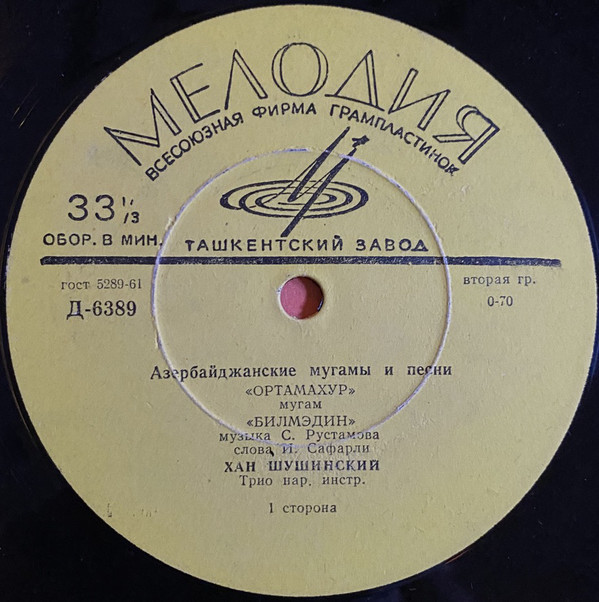 МЕЛОДИЯ
ВСЕСОЮЗНАЯ ФИРМА ГРАМПЛАСТИНОК
33 1/3
ОБОР. В МИН.
ТАШКЕНТСКИЙ ЗАВОД
гост 5289-61
Д-6389
вторая гр.
0-70
Азербайджанские мугамы и песни
«ОРТАМАХУР»
мугам
«БИЛМЭДИН»
музыка С. Рустамова
слова И. Сафарли
ХАН ШУШИНСКИЙ
Трио нар. инстр.
1 сторона